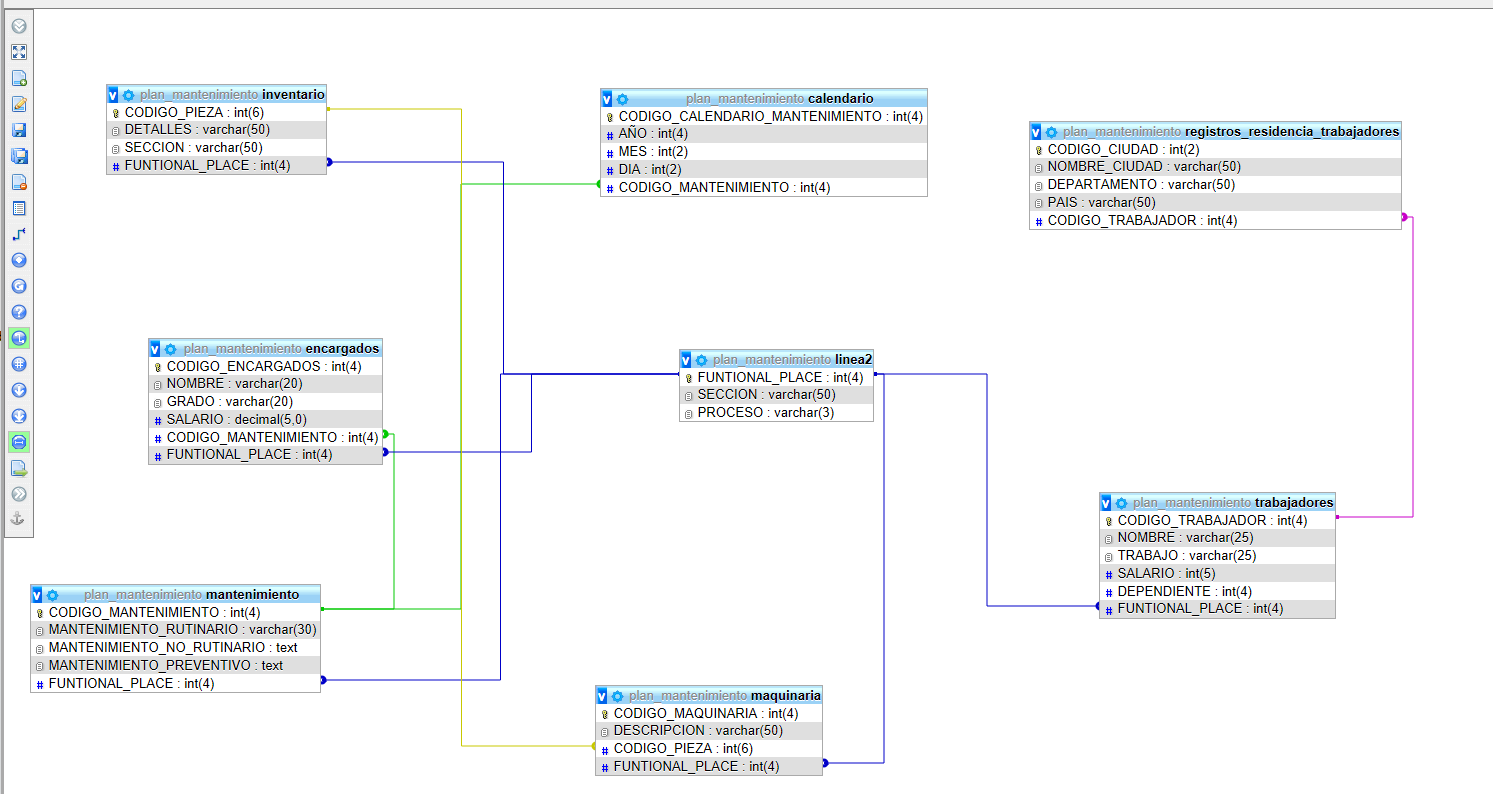 plan_mantenimiento inventario
CODIGO_PIEZA : int(6)
DETALLES : varchar(50)
SECCION : varchar(50)
FUNTIONAL_PLACE : int(4)
plan_mantenimiento calendario
CODIGO_CALENDARIO_MANTENIMIENTO : int(4)
AÑO : int(4)
MES : int(2)
DIA : int(2)
CODIGO_MANTENIMIENTO : int(4)
plan_mantenimiento registros_residencia_trabajadores
CODIGO_CIUDAD : int(2)
NOMBRE_CIUDAD : varchar(50)
DEPARTAMENTO : varchar(50)
PAIS : varchar(50)
CODIGO_TRABAJADOR : int(4)
plan_mantenimiento encargados
CODIGO_ENCARGADOS : int(4)
NOMBRE : varchar(20)
GRADO : varchar(20)
SALARIO : decimal(5,0)
CODIGO_MANTENIMIENTO : int(4)
FUNTIONAL_PLACE : int(4)
plan_mantenimiento linea2
FUNTIONAL_PLACE : int(4)
SECCION : varchar(50)
PROCESO : varchar(3)
plan_mantenimiento trabajadores
CODIGO_TRABAJADOR : int(4)
NOMBRE : varchar(25)
TRABAJO : varchar(25)
SALARIO : int(5)
DEPENDIENTE : int(4)
FUNTIONAL_PLACE : int(4)
plan_mantenimiento mantenimiento
CODIGO_MANTENIMIENTO : int(4)
MANTENIMIENTO_RUTINARIO : varchar(30)
MANTENIMIENTO_NO_RUTINARIO : text
MANTENIMIENTO_PREVENTIVO : text
FUNTIONAL_PLACE : int(4)
plan_mantenimiento maquinaria
CODIGO_MAQUINARIA : int(4)
DESCRIPCION : varchar(50)
CODIGO_PIEZA : int(6)
FUNTIONAL_PLACE : int(4)